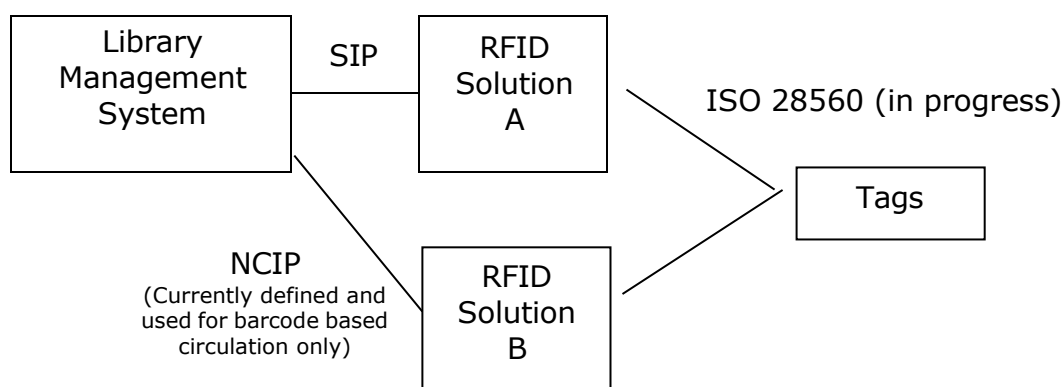 Library
Management
System
SIP
RFID
Solution
A
ISO 28560 (in progress)
Tags
NCIP
(Currently defined and
used for barcode based
circulation only)
RFID
Solution
B